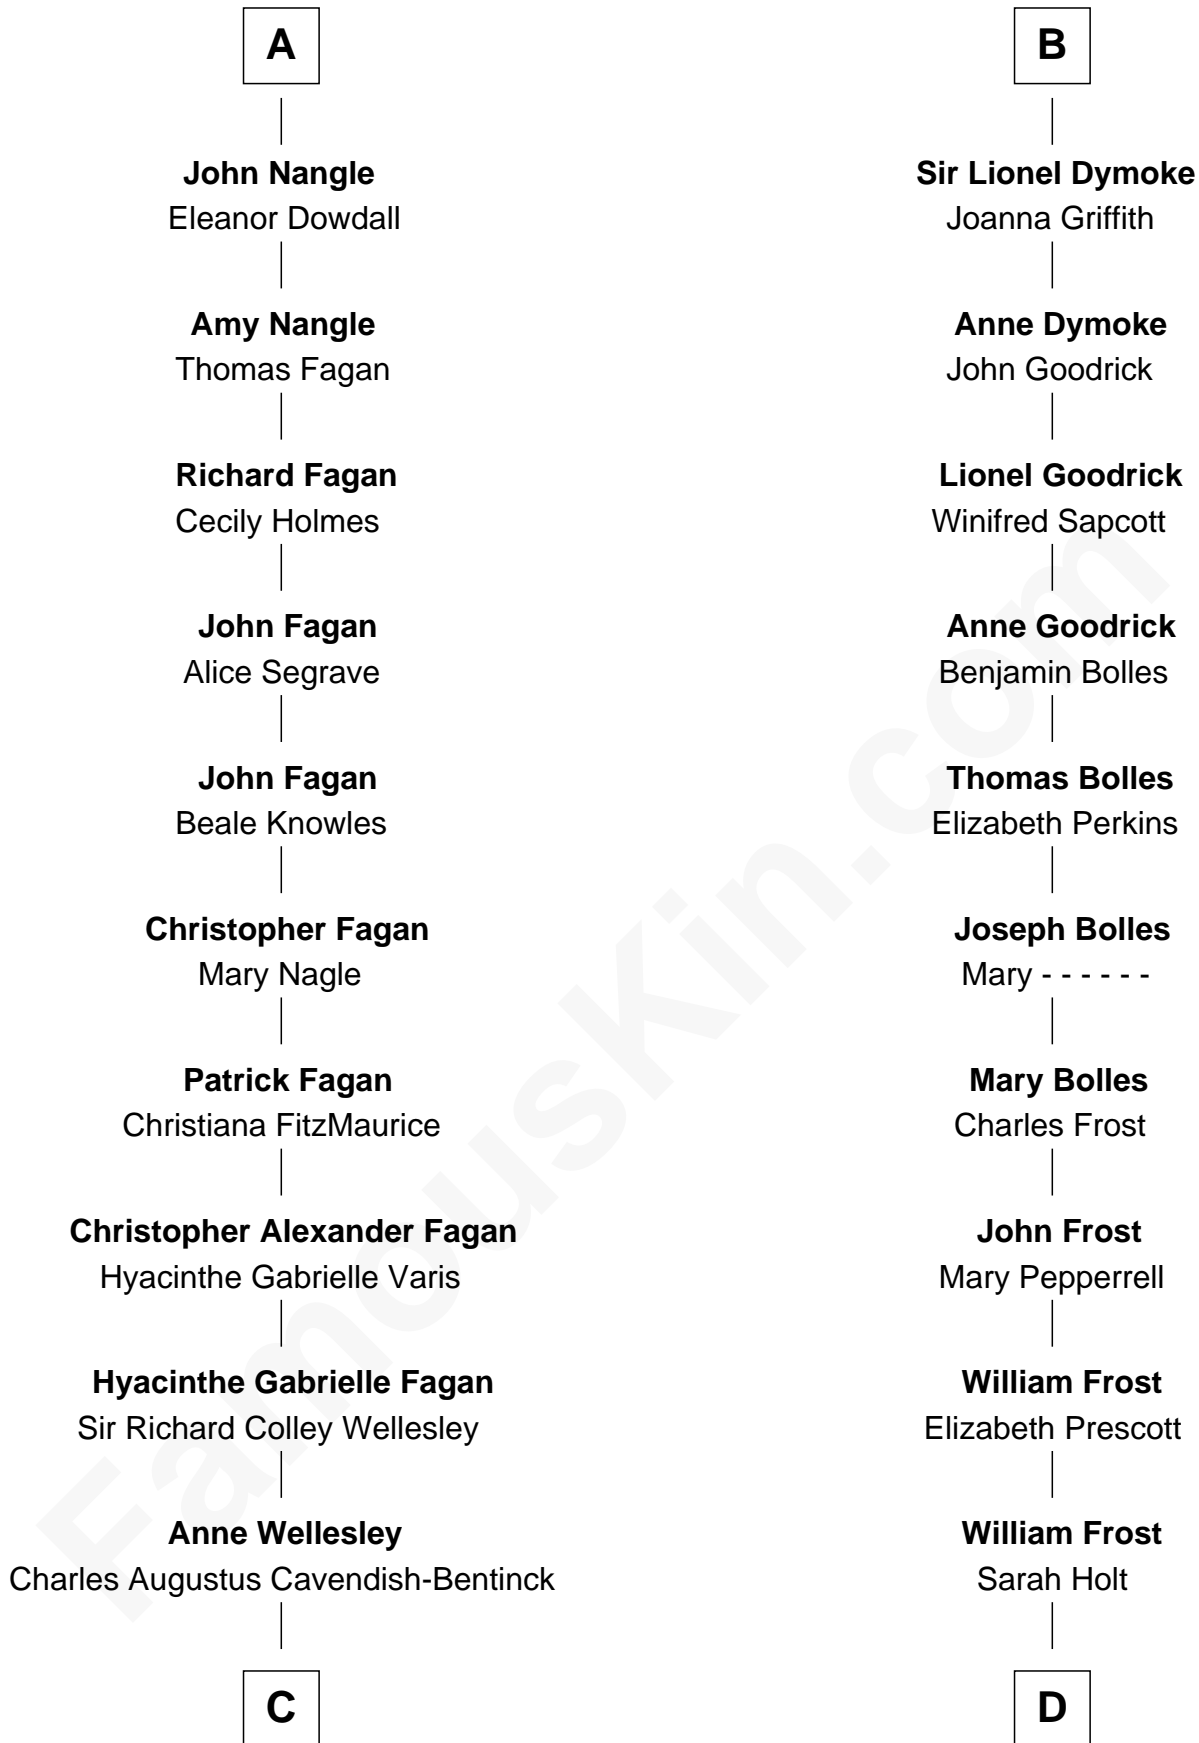 A
John Nangle
Eleanor Dowdall
Amy Nangle
Thomas Fagan
Richard Fagan
Cecily Holmes
John Fagan
Alice Segrave
John Fagan
Beale Knowles
Christopher Fagan
Mary Nagle
Patrick Fagan
Christiana FitzMaurice
Christopher Alexander Fagan
Hyacinthe Gabrielle Varis
Hyacinthe Gabrielle Fagan
Sir Richard Colley Wellesley
Anne Wellesley
Charles Augustus Cavendish-Bentinck
C
B
Sir Lionel Dymoke
Joanna Griffith
Anne Dymoke
John Goodrick
Lionel Goodrick
Winifred Sapcott
Anne Goodrick
Benjamin Bolles
Thomas Bolles
Elizabeth Perkins
Joseph Bolles
Mary - - - - - -
Mary Bolles
Charles Frost
John Frost
Mary Pepperrell
William Frost
Elizabeth Prescott
William Frost
Sarah Holt
D
FamousKin.com